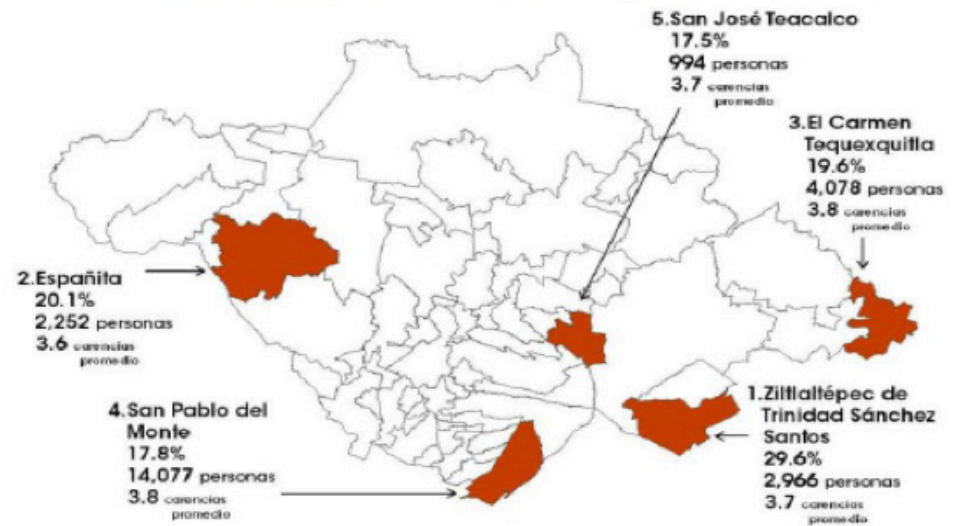 5.San José Teacalco
17.5%
994 personas
3.7 carencias
promedio
3.El Carmen
Tequexquitla
19.6%
4,078 personas
3.8 carencias
promedio
2.Españita
20.1%
2,252 personas
3.6 carencias
promedio
4.San Pablo del
Monte
17.8%
14,077 personas
3.8 carencias
promedio
1.Ziltlaltépec de
Trinidad Sánchez
Santos
29.6%
2,966 personas
3.7 carencias
promedio